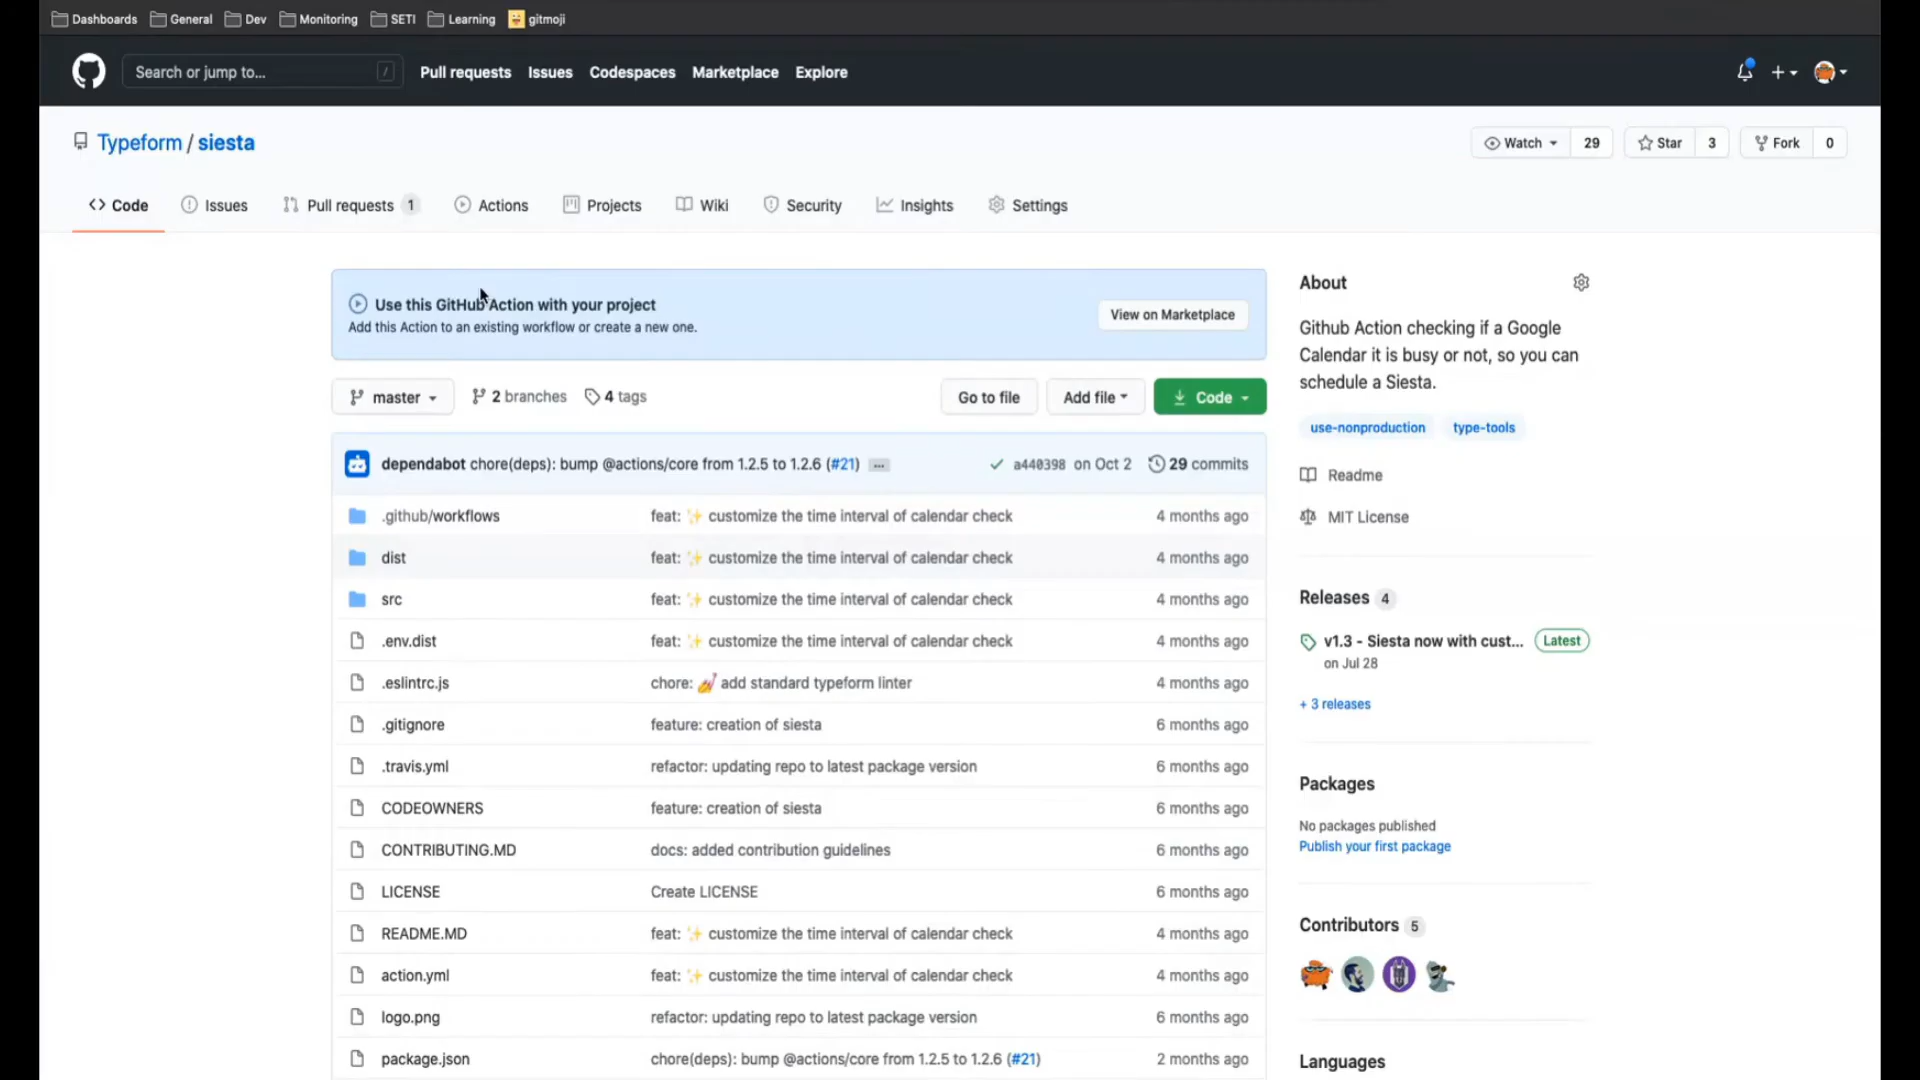 Dashboards General Dev Monitoring SETI Learning gitmoji
Search or jump to... / Pull requests Issues Codespaces Marketplace Explore
Typeform / siesta Watch 29 Star 3 Fork 0
Code Issues Pull requests 1 Actions Projects Wiki Security Insights Settings
Use this GitHub Action with your project
Add this Action to an existing workflow or create a new one.
View on Marketplace
master 2 branches 4 tags Go to file Add file Code
dependabot chore(deps): bump @actions/core from 1.2.5 to 1.2.6 (#21) ... a440398 on Oct 2 29 commits
.github/workflows feat: ✨ customize the time interval of calendar check 4 months ago
dist feat: ✨ customize the time interval of calendar check 4 months ago
src feat: ✨ customize the time interval of calendar check 4 months ago
.env.dist feat: ✨ customize the time interval of calendar check 4 months ago
.eslintrc.js chore: 💅 add standard typeform linter 4 months ago
.gitignore feature: creation of siesta 6 months ago
.travis.yml refactor: updating repo to latest package version 6 months ago
CODEOWNERS feature: creation of siesta 6 months ago
CONTRIBUTING.MD docs: added contribution guidelines 6 months ago
LICENSE Create LICENSE 6 months ago
README.MD feat: ✨ customize the time interval of calendar check 4 months ago
action.yml feat: ✨ customize the time interval of calendar check 4 months ago
logo.png refactor: updating repo to latest package version 6 months ago
package.json chore(deps): bump @actions/core from 1.2.5 to 1.2.6 (#21) 2 months ago
About
Github Action checking if a Google
Calendar it is busy or not, so you can
schedule a Siesta.
use-nonproduction type-tools
Readme
MIT License
Releases 4
v1.3 - Siesta now with cust... Latest
on Jul 28
+ 3 releases
Packages
No packages published
Publish your first package
Contributors 5
Languages